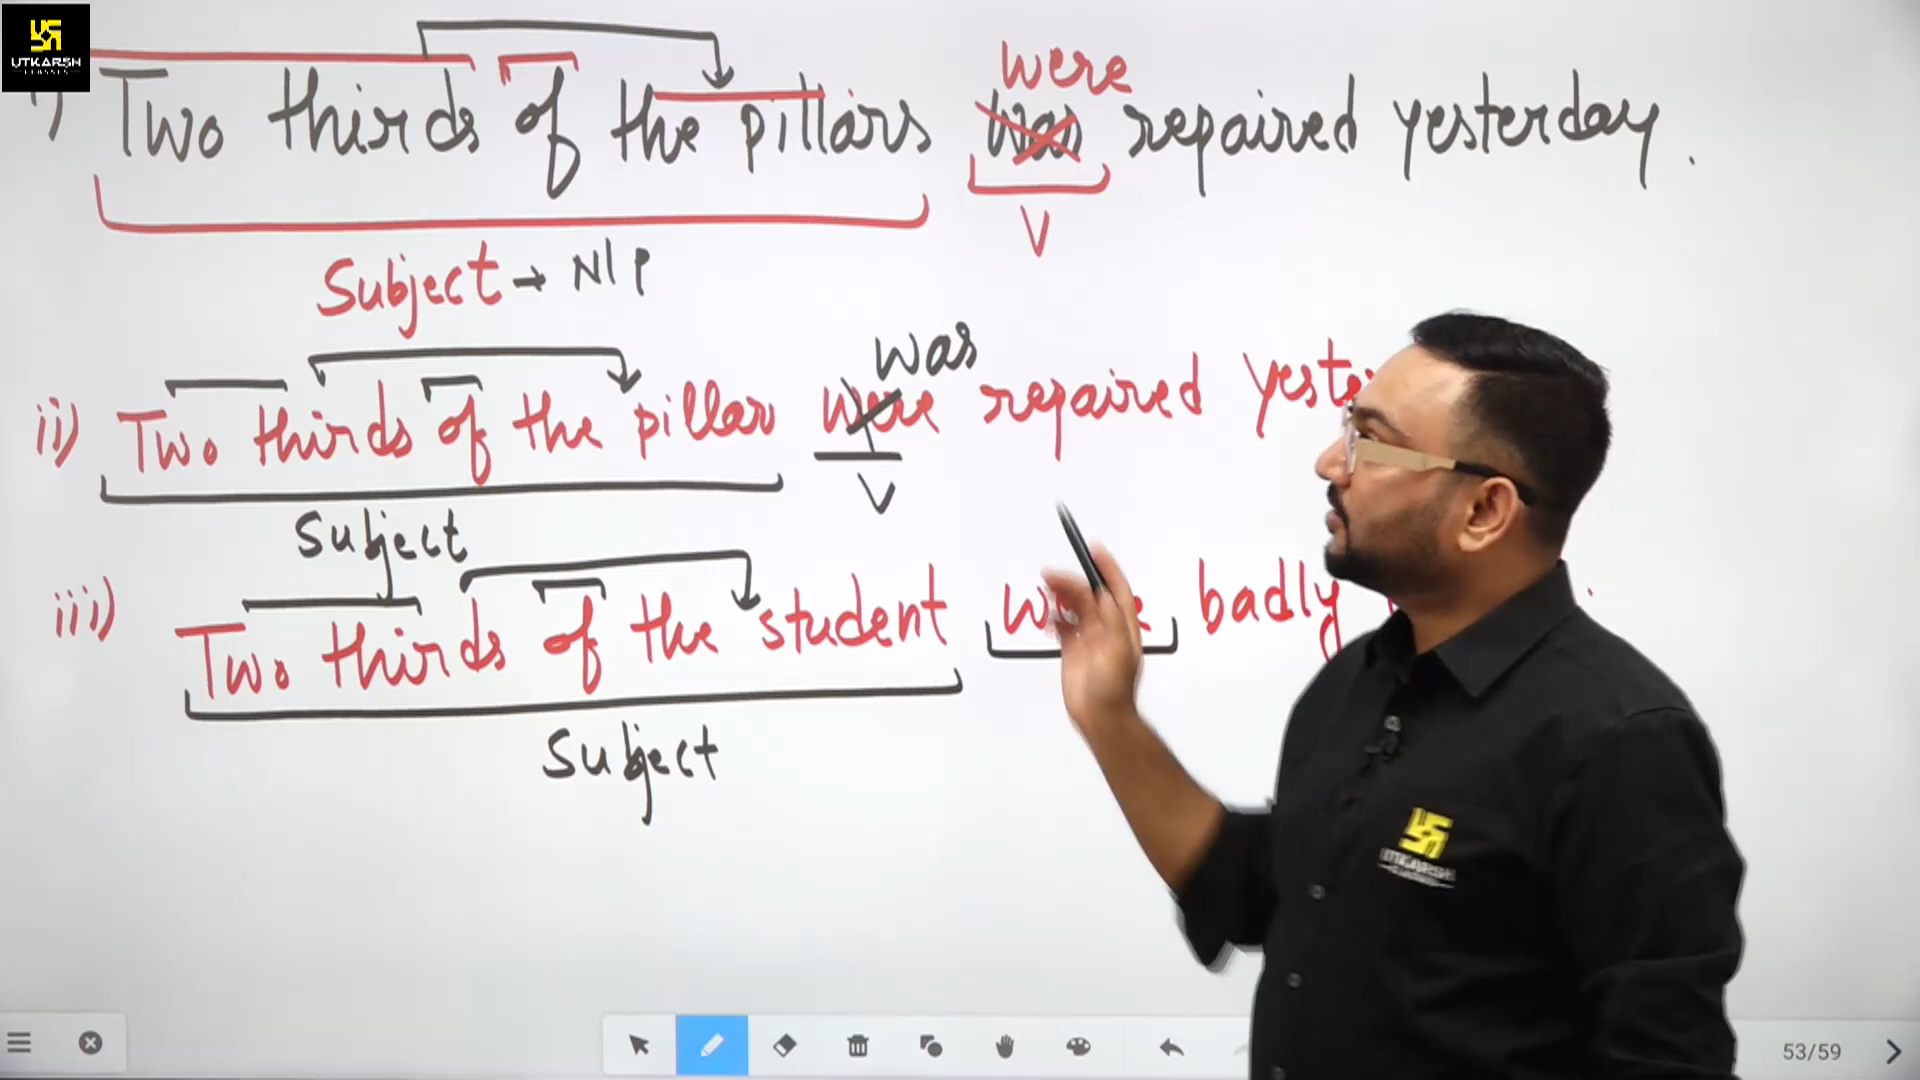 UTKARSH
CLASSES
were
Two thirds of the pillars was repaired yesterday.
V
Subject → N/P
was
ii) Two thirds of the pillar were repaired
V
Subject
iii) Two thirds of the student badly
Subject
UTKARSH
53/59